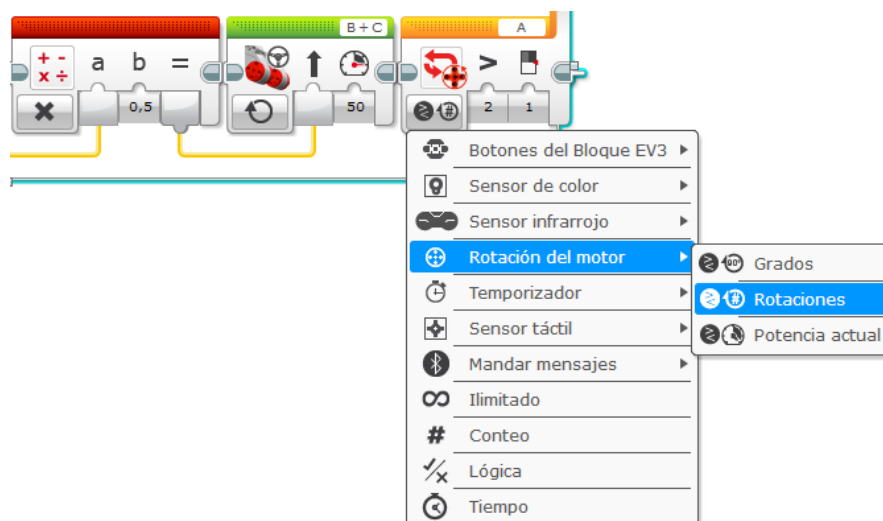 B+C
A
+ -
x ÷
a b =
>
0,5
50
#
2
1
Botones del Bloque EV3
Sensor de color
Sensor infrarrojo
Rotación del motor
90° Grados
Temporizador
# Rotaciones
Sensor táctil
Potencia actual
Mandar mensajes
Ilimitado
# Conteo
Lógica
Tiempo